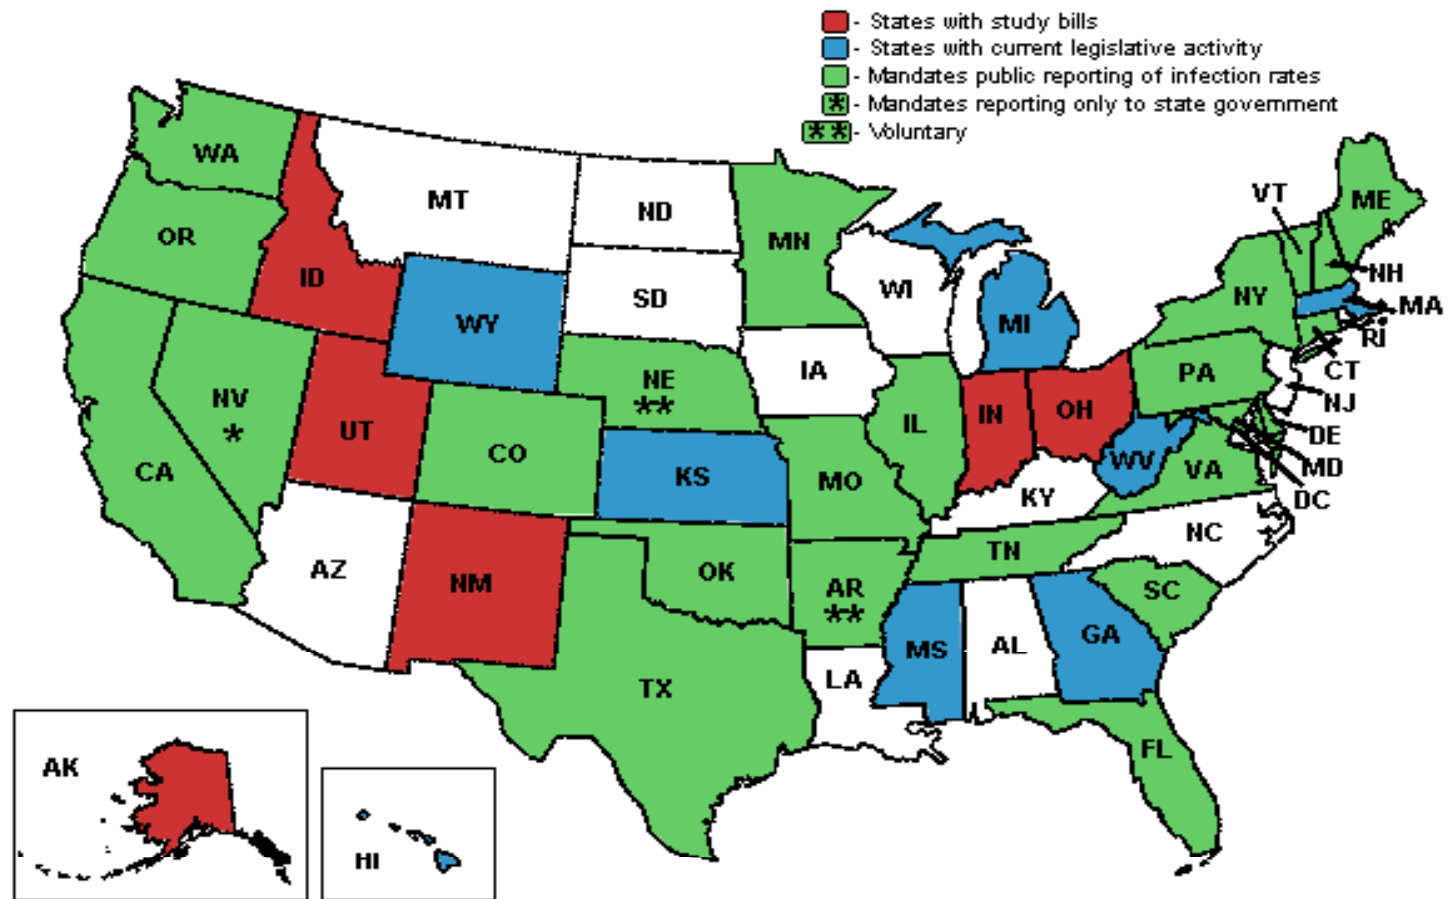 - States with study bills
- States with current legislative activity
- Mandates public reporting of infection rates
* - Mandates reporting only to state government
** - Voluntary
WA
MT
ND
MN
VT
ME
OR
ID
SD
WI
NY
NH
MA
WY
MI
RI
CT
NV
*
NE
**
IA
PA
NJ
UT
CO
IL
IN
OH
DE
CA
KS
MO
WV
VA
MD
DC
KY
NC
AZ
NM
OK
AR
**
TN
SC
MS
AL
GA
TX
LA
FL
AK
HI